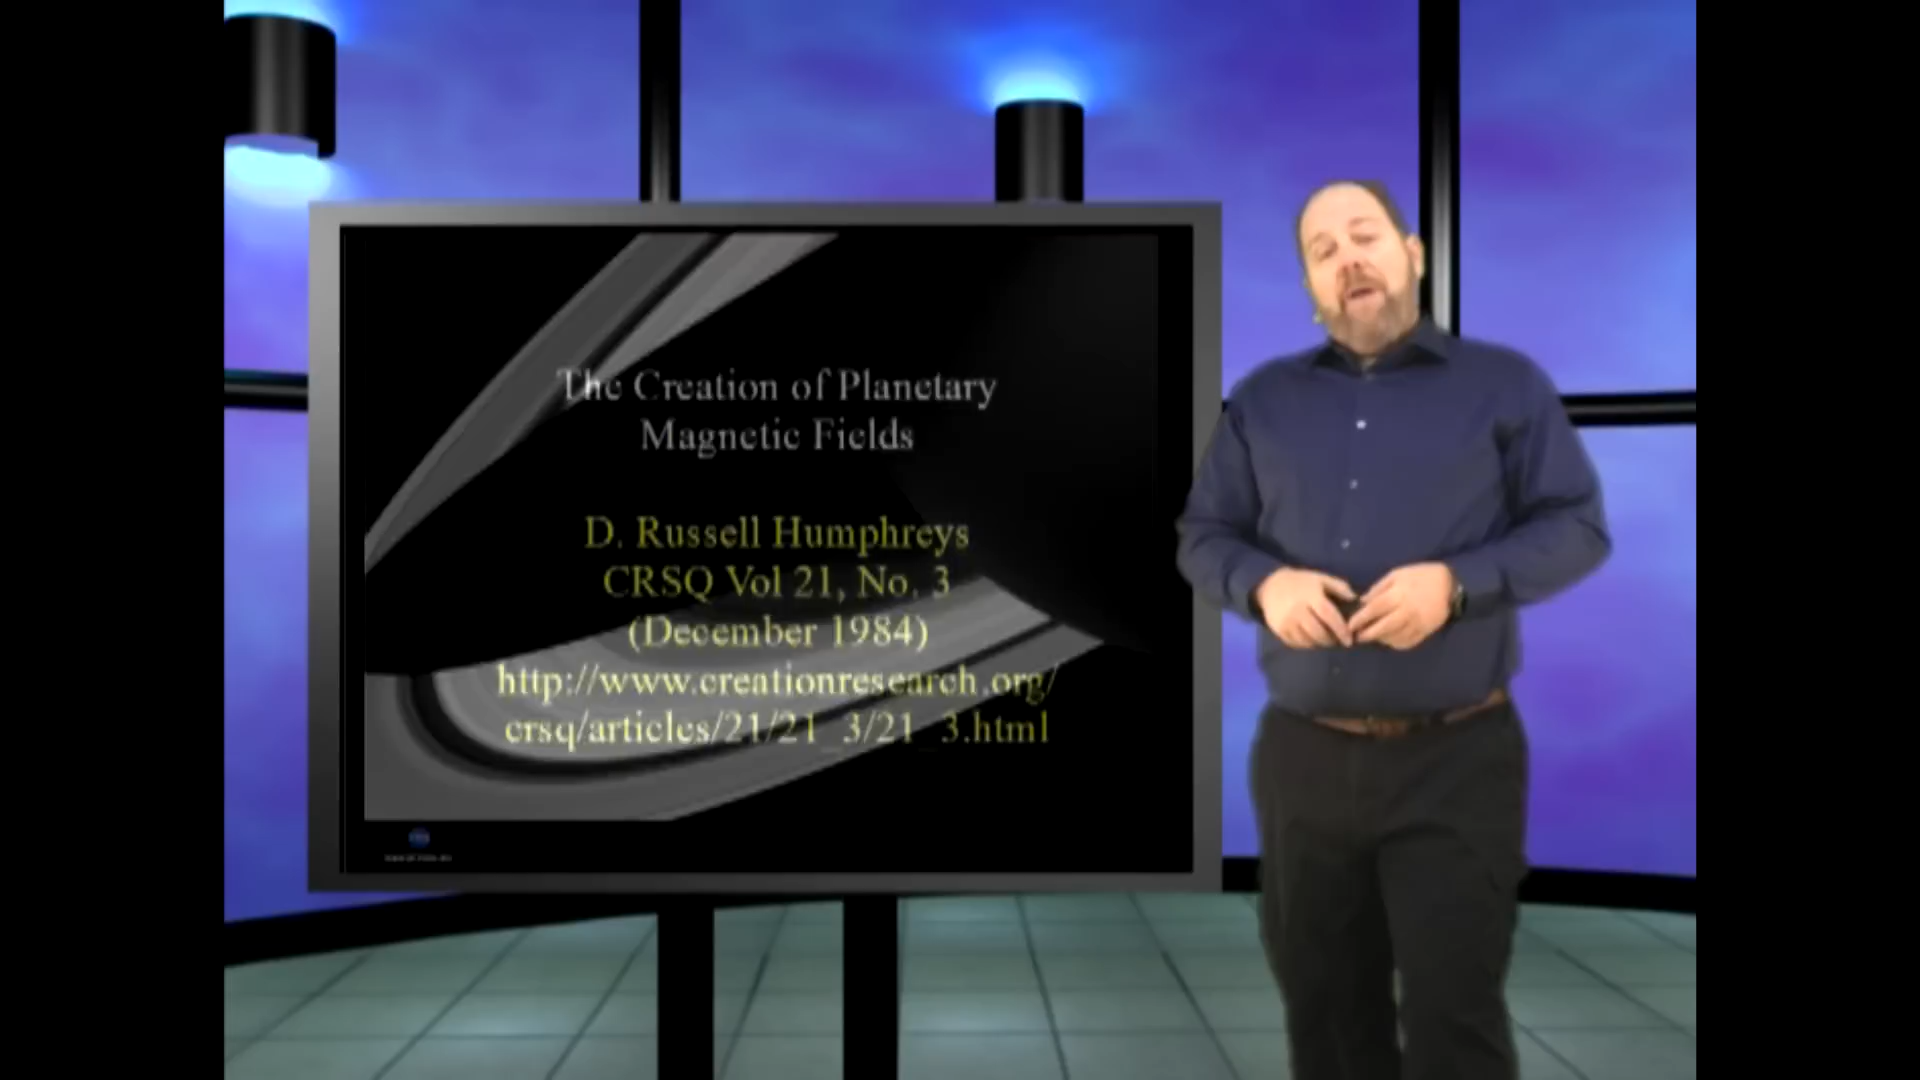 The Creation of Planetary
Magnetic Fields
D. Russell Humphreys
CRSQ Vol 21, No. 3
(December 1984)
http://www.creationresearch.org/
crsq/articles/21/21_3/21_3.html